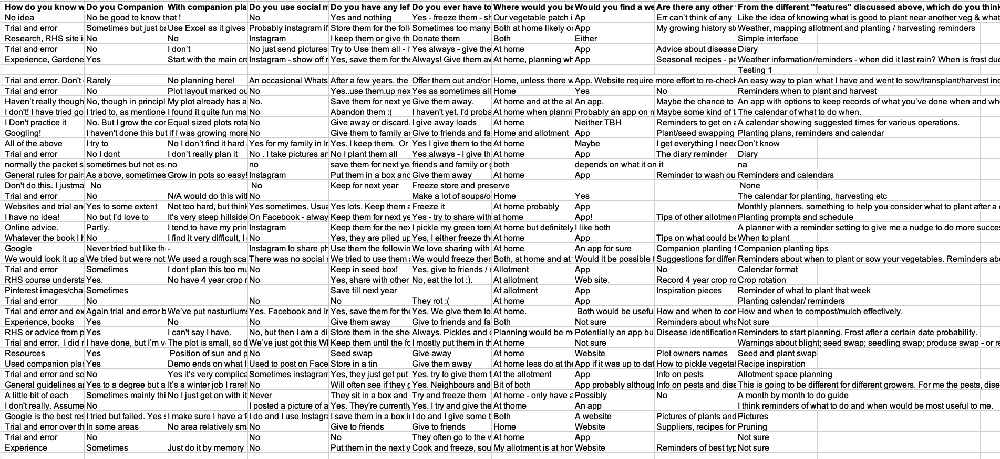 How do you know w Do you Companion With companion pla Do you use social m Do you have any lef Do you ever have to Where would you be Would you find a we Are there any other From the different "features" discussed above, which do you think
No idea No be good to know that ! No Yes and nothing Yes - freeze them - sh Our vegetable patch i Ap Err can't think of any Like the idea of knowing what is good to plant near another veg & what
Trial and error Sometimes but just ba Use Excel as it gives Probably instagram if Store them for the foll Sometimes too many Both at home likely or App My growing history st Weather, mapping allotment and planting / harvesting reminders
Research, RHS site is No No Instagram I keep them or give th Donate them Both Either Simple interface
Trial and error No I don't No just send pictures Try to Use them all - i Yes always - give the At home App Advice about disease Diary
Experience, Gardene Yes Start with the main cro Instagram - show off r Yes, save them for the Always! Give them aw At home, planning wh App Seasonal recipes - pa Weather information/reminders - when did it last rain? When is frost due
Testing 1
Trial and error. Don't Rarely No planning here! An occasional Whats After a few years, the Offer them out and/or Home, unless there w App. Website require more effort to re-check An easy way to plan what I have and went to sow/transplant/harvest inc
Trial and error No Plot layout marked ou No Yes..use them.up nex Yes as sometimes all Home Yes No Reminders when to plant and harvest
Haven't really though No, though in principl My plot already has a No. Save them for next ye Give them away. At home and at the al An app. Maybe the chance to An app with options to keep records of what you've done when and wh
I don't! I have tried go I tried to, as mentione I found it quite fun ma No Abandon them :( I haven't yet. I'd proba At home when planni Probably an app on m Maybe some kind of t The calendar of what to do when.
I Don't practice it No. But I grow the cor Equal sized plots rota No Give away or discard. I give away loads At home Neither TBH Reminders to get on a A calendar showing suggested times for various operations.
Googling! I haven't done this but if I was growing more No Give them to family ar Give to friends and fa Home and allotment App Plant/seed swapping Planting plans, reminders and calendar
All of the above I try to No I don't find it hard Yes for my family in Ir Yes. I keep them. Or Yes I give them to the At home Maybe I get everything I need Don't know
Trial and error No I dont I don't really plan it No . I take pictures an No I plant them all Yes always - I give th At home App The diary reminder Diary
normally the packet s sometimes but not es no no save them for next ye friends and family or g both depends on what it on it na
General rules for pair As above, sometimes Grow in pots so easy! Instagram Put them in a box and Give them away At home App Reminder to wash ou Reminders and calendars
Don't do this. I justma No No Keep for next year Freeze store and preserve None
Trial and error No N/A would do this wit No Make a lot of soups/o Home Yes The calendar for planting, harvesting etc
Websites and trial an Yes to some extent Not too hard, but think Yes sometimes. Usua Yes lots. Keep them a Freeze it At home probably App Monthly planners, something to help you consider what to plant after a
I have no idea! No but I'd love to It's very steep hillside On Facebook - alway Keep them for next ye Yes - try to share with at home App! Tips of other allotmen Planting prompts and schedule
Online advice. Partly. I tend to have my prin Instagram Keep them for the nex I pickle my green tom At home but definitely I like both A planner with a reminder setting to give me a nudge to do more succes
Whatever the book I h No I find it very difficult, I No Yes, they are piled up Yes, I either freeze th At home App Tips on what could be When to plant
Google Never tried but like the - Instagram to share ph Use them the followin We love sharing with At home An app for sure Companion planting t Companion planting tips
We would look it up a We tried but were not We used a rough sca There was no social r We tried to use them We would freeze ther Both, at home and at Would it be possible t Suggestions for differ Reminders about when to plant or sow your vegetables. Reminders abo
Trial and error Sometimes I dont plan this too mu No Keep in seed box! Yes, give to friends / r Allotment App No Calendar format
RHS course understa Yes. No have 4 year crop r No Yes, share with other No, eat the lot :). At allotment Web site. Record 4 year crop ro Crop rotation
Pinterest images/char Sometimes Save till next year At allotment App Inspiration pieces Reminder of what to plant that week
Trial and error No No No They rot :( At home App Planting calendar/ reminders
Trial and error and ex Again trial and error b We've put nasturtium Yes. Facebook and In Yes, save them for the Yes. We give them to At home. Both would be useful How and when to con How and when to compost/mulch effectively.
Experience, books Yes No No Give them away Give to friends and fa Both Not sure Reminders about wha Not sure
RHS or advice from p Yes I can't say I have. No, but then I am a di Store them in the she Always. Pickles and c Planning would be m Potentially an app bu Disease identification Reminders to start planning. Frost after a certain date probability.
Trial and error. I did r I have done, but I'm v The plot is small, so t We've just got this Wh Keep them until the fo I mostly put them in th At home Not sure Warnings about blight; seed swap; seedling swap; produce swap - or re
Resources Yes Position of sun and p No Seed swap Give away At home Website Plot owners names Seed and plant swap
Used companion plan Yes Demo ends on what I Used to post on Face Store in a tin Give them away At home less do at the App if it was up to dat How to pickle vegetal Recipe inspiration
Trial and error and so No Yes it's very complica Sometimes instagram Yes, they just get put Yes, try to give them t At the allotment App Info on pests Allotment space planning
General guidelines ar Yes to a degree but a It's a winter job I rarel No Will often see if they g Yes. Neighbours and Bit of both App probably althoug Info on pests and dise This is going to be different for different growers. For me the pests, dise
A little bit of each Sometimes mainly thi No I just get on with it Never They sit in a box and Try and freeze them At home - only have a Possibly No A month by month to do guide
I don't really. Assume No I posted a picture of a Yes. They're currently Yes. I try and give the At thome An app I think reminders of what to do and when would be most useful to me.
Google is the best res I tried but failed. Yes s I make sure I have a f I do and I use Instagra I save them in a box i I do and I give some t Both A website Pictures of plants and Pictures
Trial and error over th In some areas No area relatively sm No Give to friends Give to friends Home Website Suppliers, recipes for Pruning
Trial and error No No No They often go to the w At home App Not sure
Experience Sometimes Just do it by memory No Put them in the next y Cook and freeze, sou My allotment is at hor Website Reminders of best typ Not sure